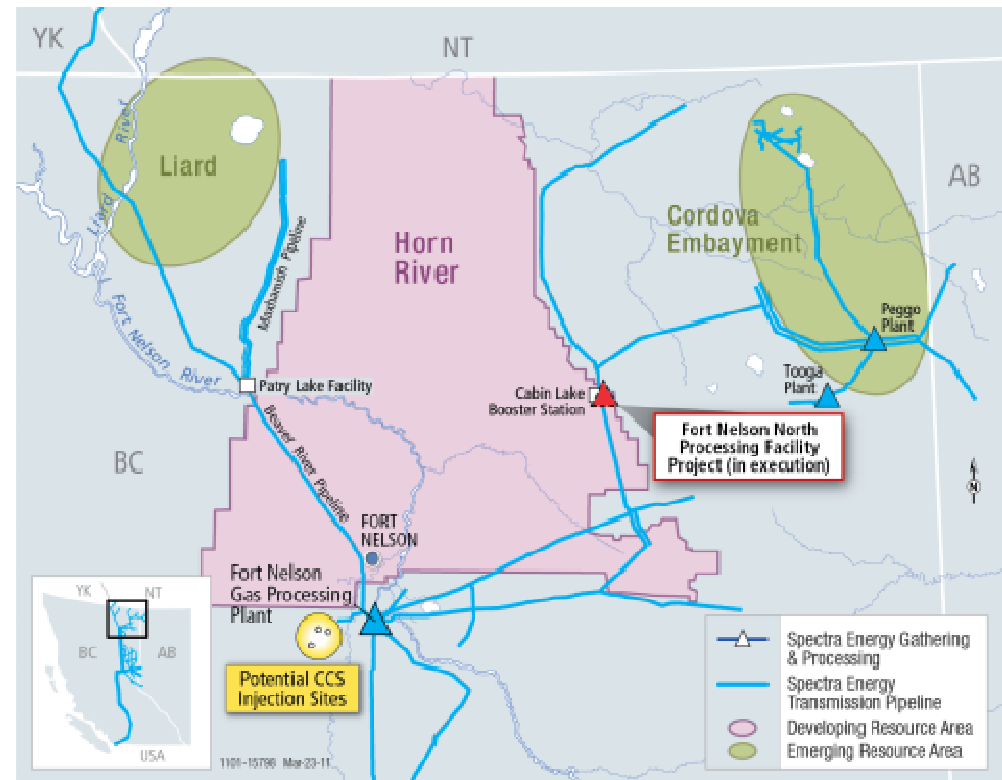 YK
NT
Liard
River
Liard
Maxhamish Pipeline
Horn
River
Cordova
Embayment
AB
Fort Nelson River
Peggo
Plant
Patry Lake Facility
Tooga
Plant
Cabin Lake
Booster Station
Fort Nelson North
Processing Facility
Project (in execution)
BC
Beaver River Pipeline
N
FORT
NELSON
Fort Nelson
Gas Processing
Plant
Potential CCS
Injection Sites
YK
NT
BC
AB
USA
1101-15798 Mar-23-11
Spectra Energy Gathering
& Processing
Spectra Energy
Transmission Pipeline
Developing Resource Area
Emerging Resource Area